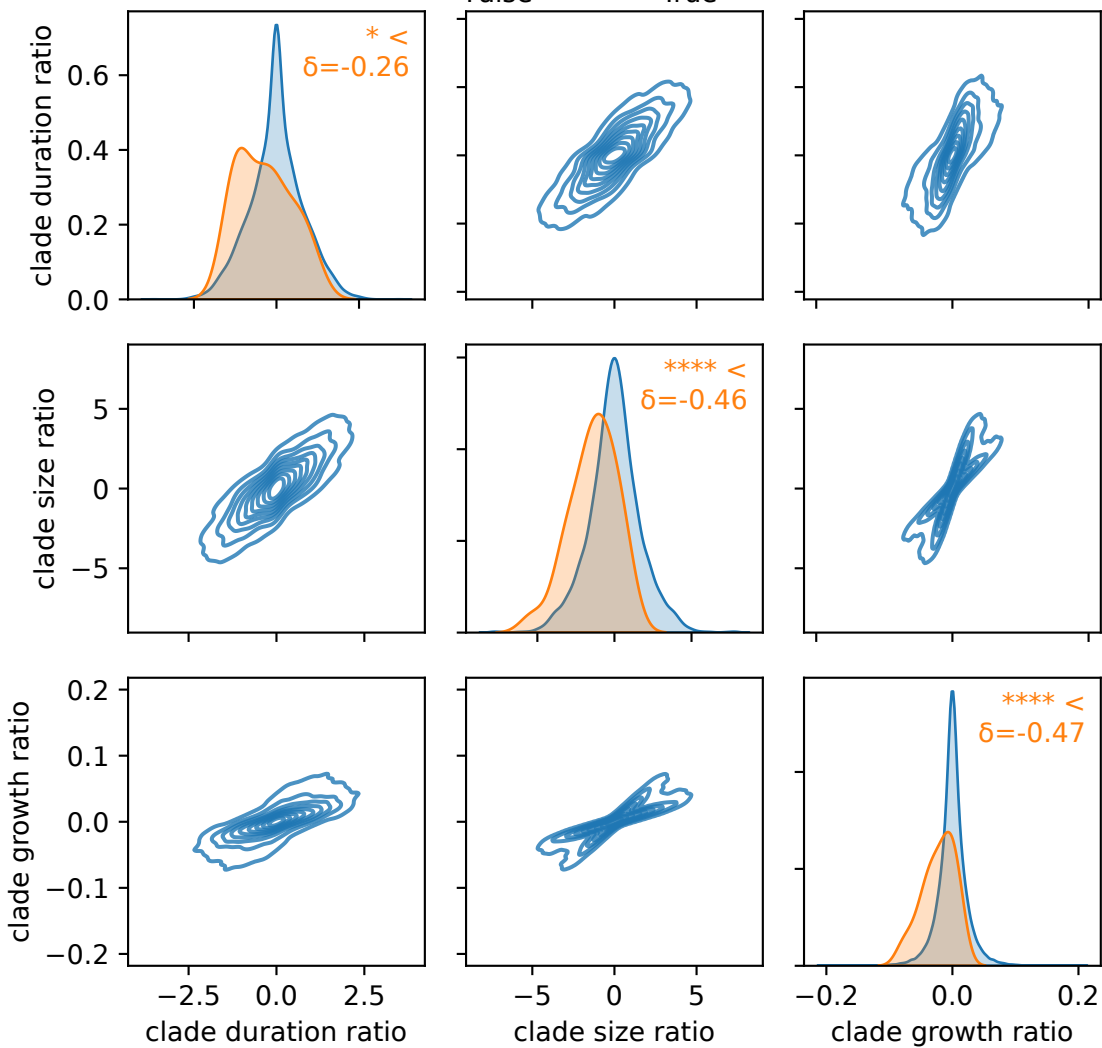 clade duration ratio
0.6
0.4
0.2
0.0
* <
δ=-0.26
clade size ratio
5
0
−5
**** <
δ=-0.46
clade growth ratio
0.2
0.1
0.0
−0.1
−0.2
**** <
δ=-0.47
−2.5 0.0 2.5
−5 0 5
−0.2 0.0 0.2
clade duration ratio
clade size ratio
clade growth ratio